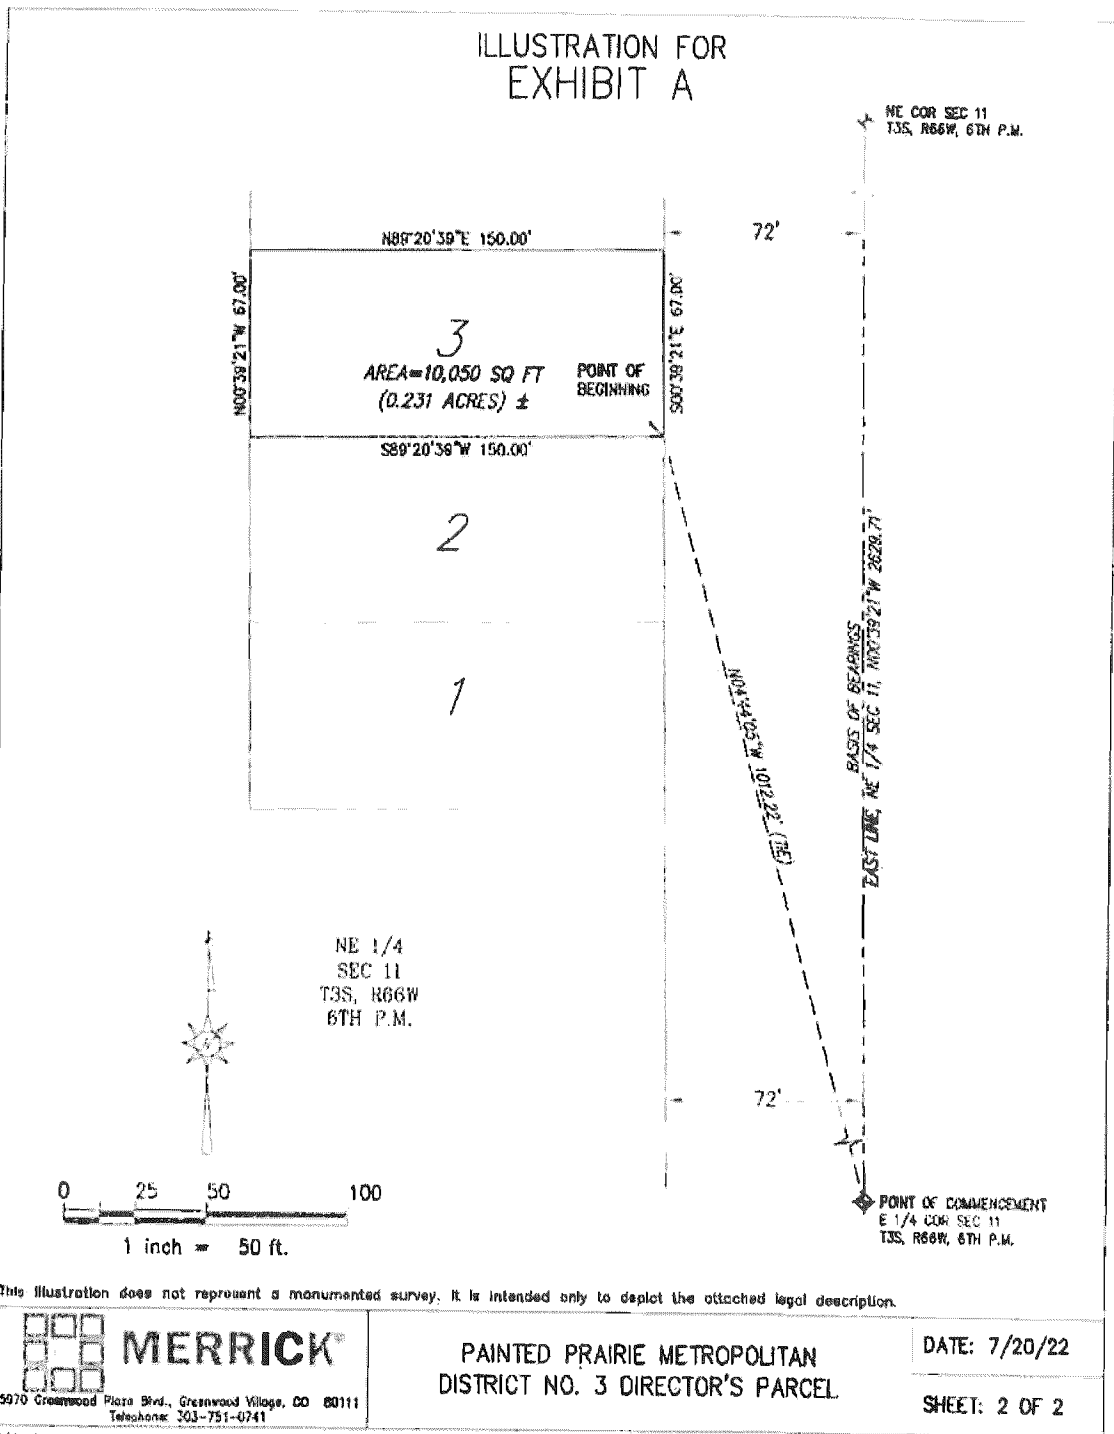 ILLUSTRATION FOR
EXHIBIT A
NE COR SEC 11
T3S, R66W, 6TH P.M.
72'
N89°20'39"E 150.00'
N00°39'21"W 67.00'
S00°39'21"E 67.00'
3
AREA=10,050 SQ FT
(0.231 ACRES) ±
POINT OF
BEGINNING
S89°20'39"W 150.00'
2
1
N04°44'05"W 1012.22' (TIE)
BASIS OF BEARINGS
EAST LINE, NE 1/4 SEC 11, N00°39'21"W 2629.71'
NE 1/4
SEC 11
T3S, R66W
6TH P.M.
72'
0 25 50 100
1 inch = 50 ft.
POINT OF COMMENCEMENT
E 1/4 COR SEC 11
T3S, R66W, 6TH P.M.
This illustration does not represent a monumented survey. It is intended only to depict the attached legal description.
MERRICK®
5970 Greenwood Plaza Blvd., Greenwood Village, CO 80111
Telephone: 303-751-0741
PAINTED PRAIRIE METROPOLITAN
DISTRICT NO. 3 DIRECTOR'S PARCEL
DATE: 7/20/22
SHEET: 2 OF 2